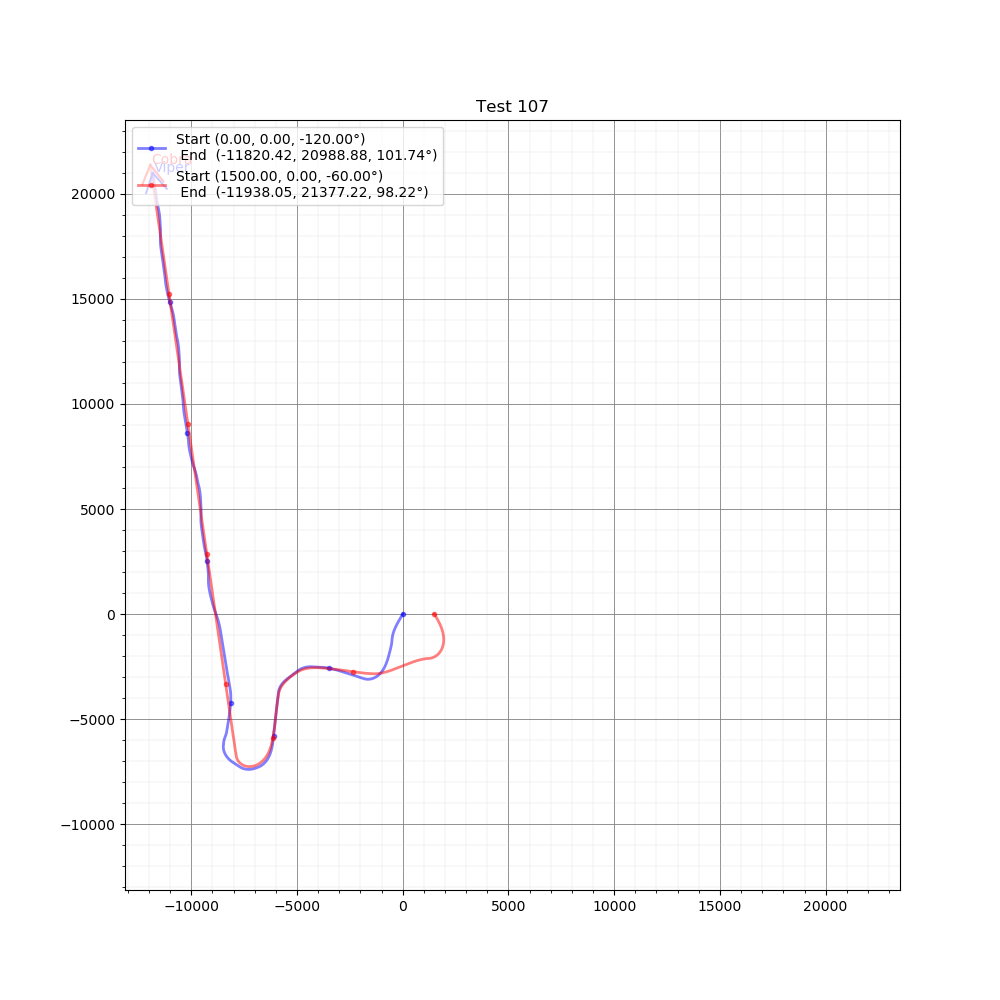 Test 107
Start (0.00, 0.00, -120.00°)
End  (-11820.42, 20988.88, 101.74°)
Start (1500.00, 0.00, -60.00°)
End  (-11938.05, 21377.22, 98.22°)
Cobra
Viper
20000
15000
10000
5000
0
−5000
−10000
−10000
−5000
0
5000
10000
15000
20000